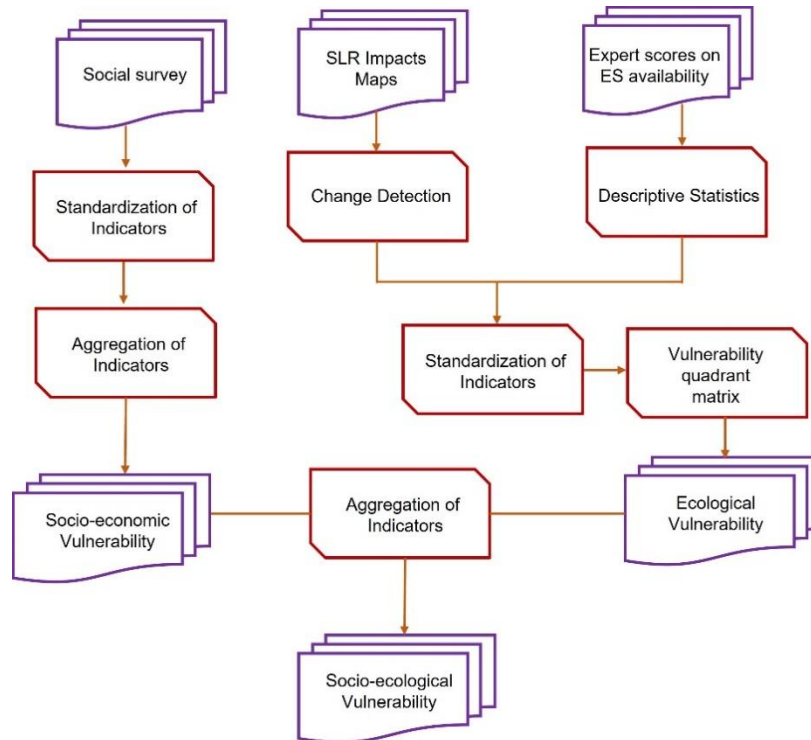 Social survey
SLR Impacts
Maps
Expert scores on
ES availability
Standardization of
Indicators
Change Detection
Descriptive Statistics
Aggregation of
Indicators
Standardization of
Indicators
Vulnerability
quadrant
matrix
Socio-economic
Vulnerability
Aggregation of
Indicators
Ecological
Vulnerability
Socio-ecological
Vulnerability